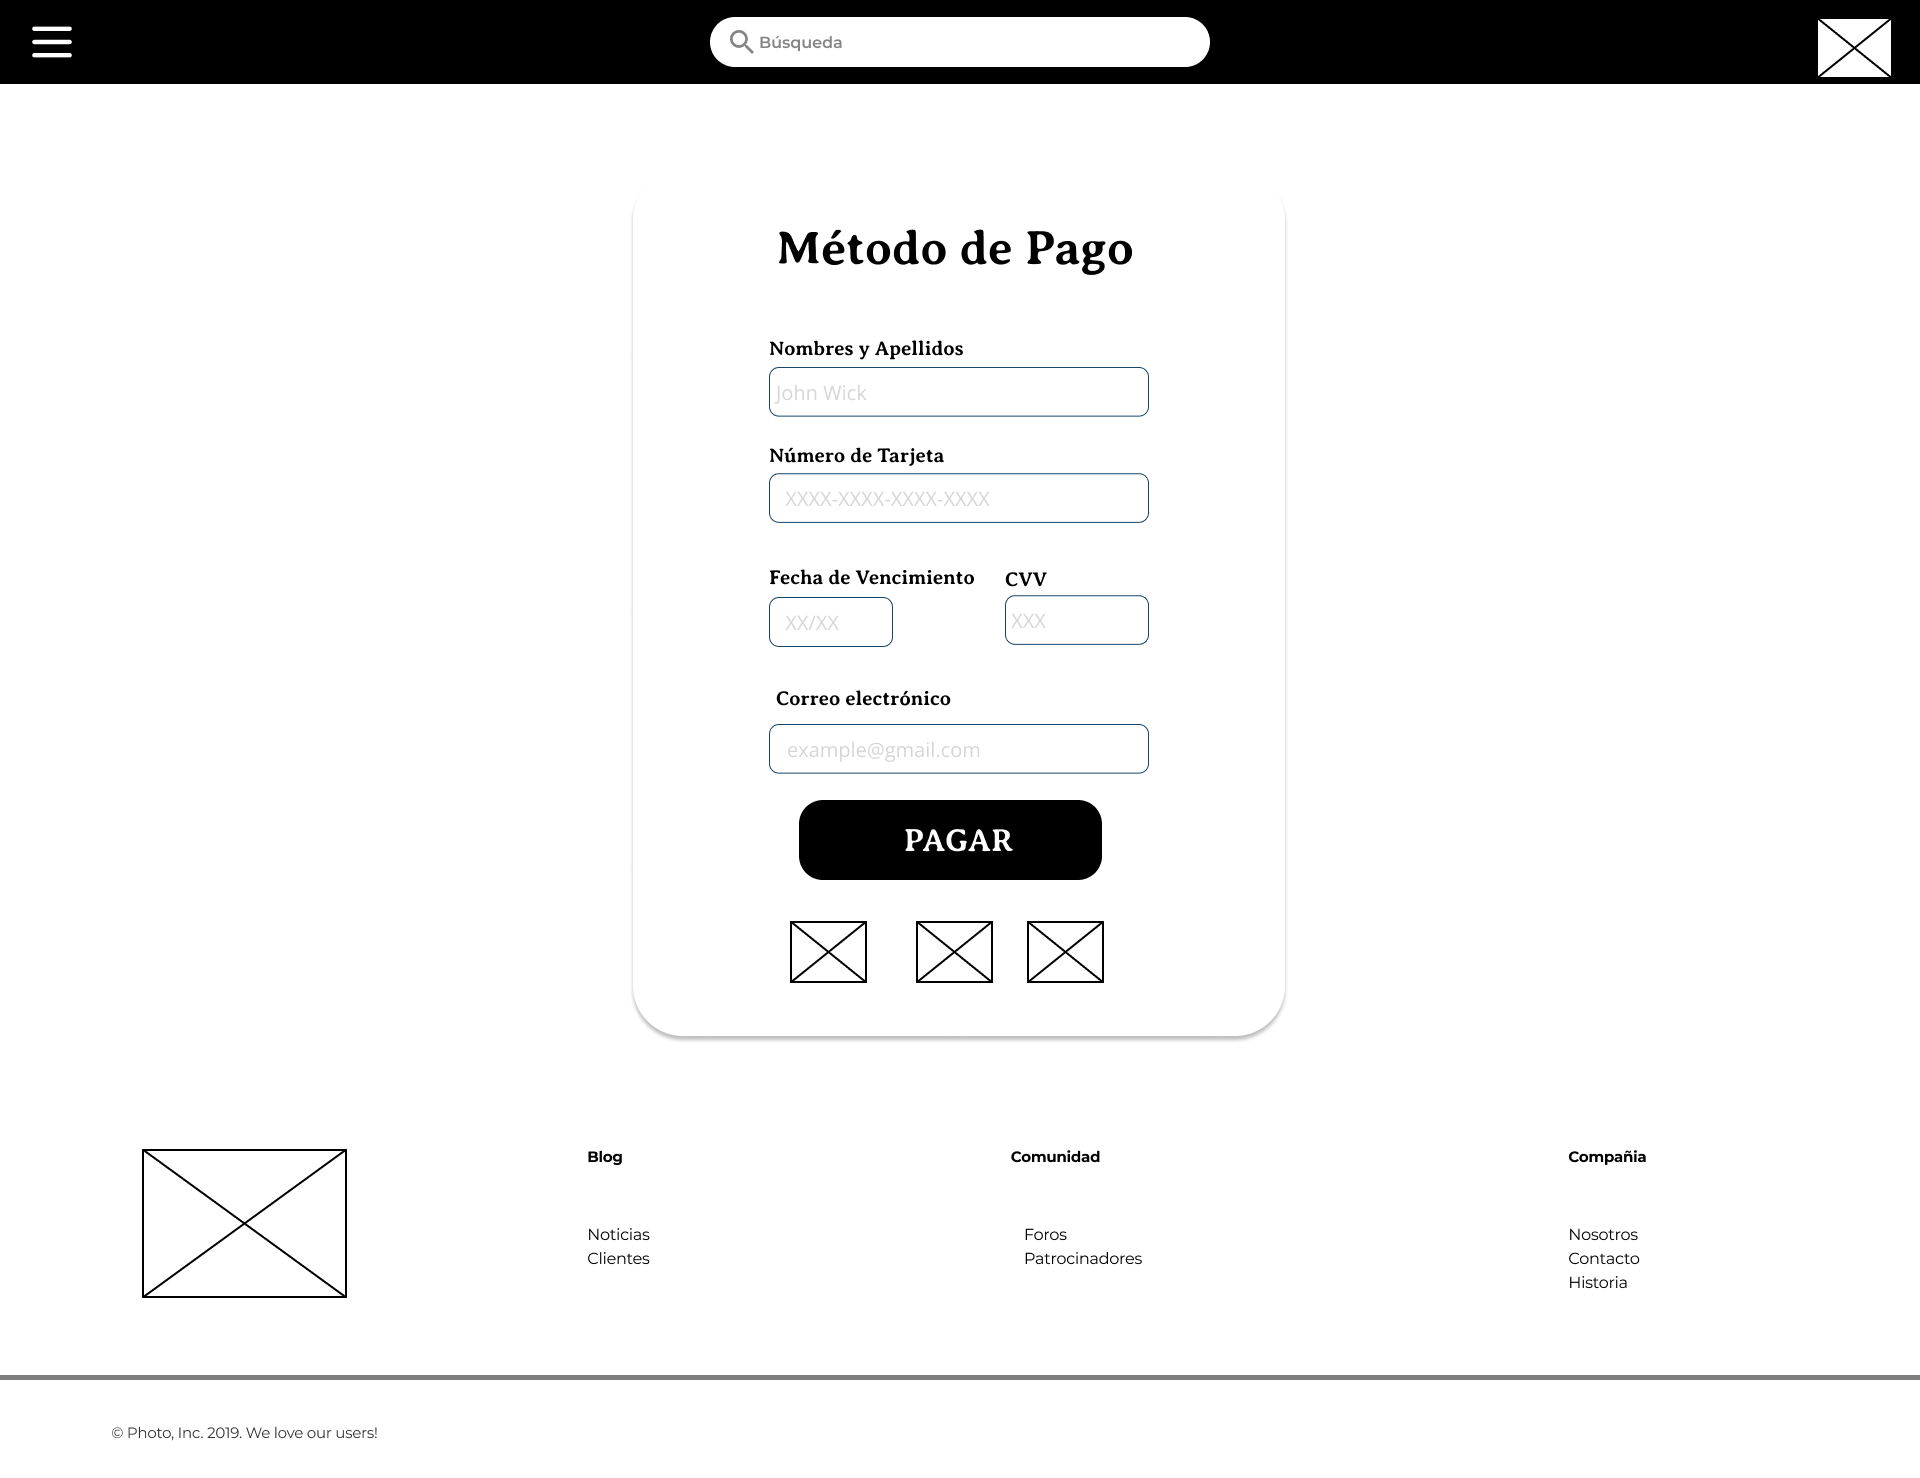 Búsqueda
Método de Pago
Nombres y Apellidos
John Wick
Número de Tarjeta
XXXX-XXXX-XXXX-XXXX
Fecha de Vencimiento
CVV
XX/XX
XXX
Correo electrónico
example@gmail.com
PAGAR
Blog
Comunidad
Compañia
Noticias
Foros
Nosotros
Clientes
Patrocinadores
Contacto
Historia
© Photo, Inc. 2019. We love our users!